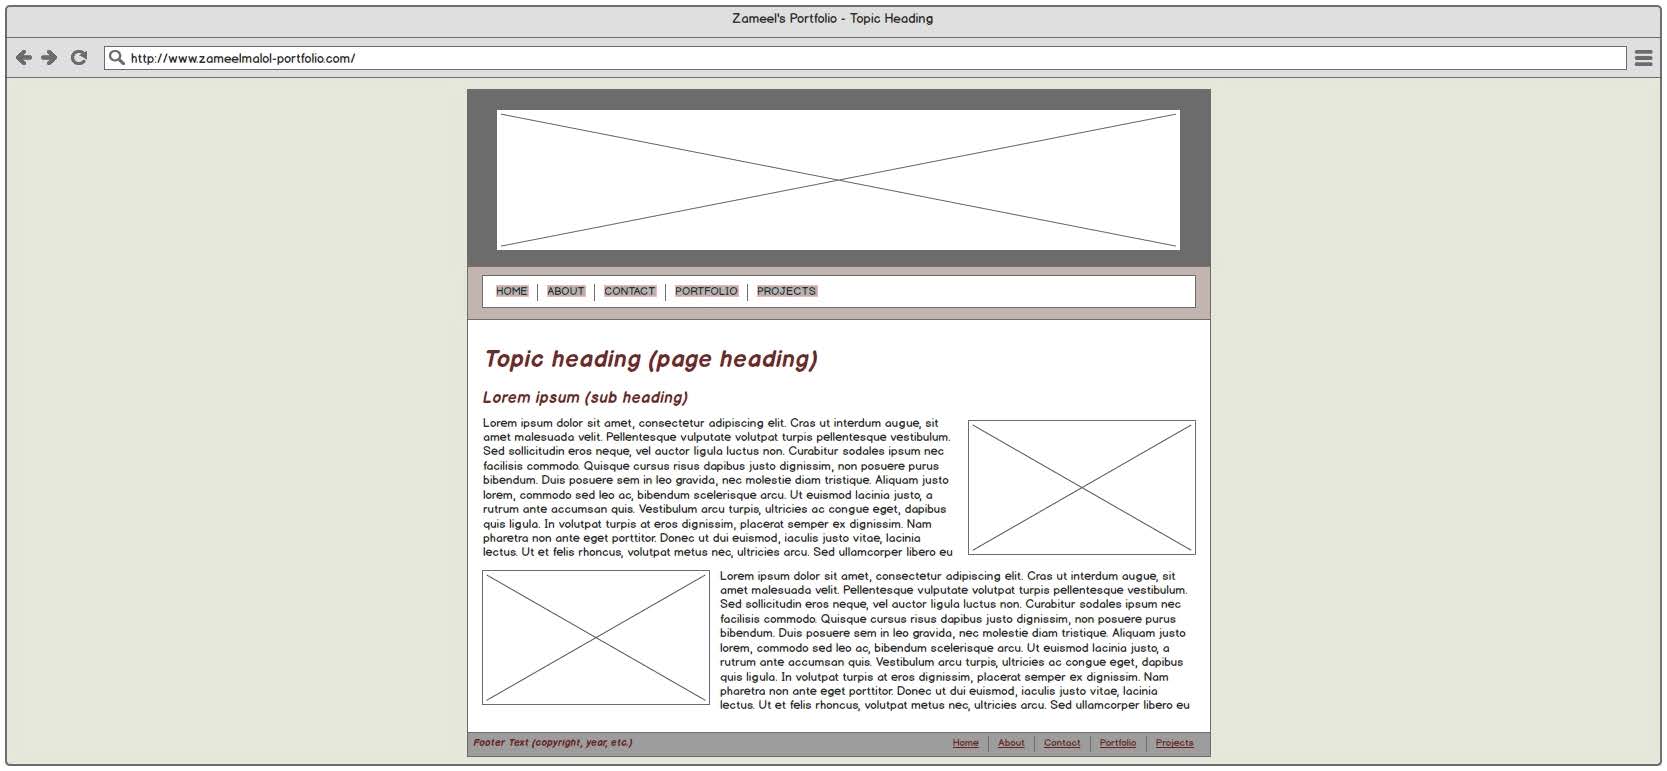 Zameel's Portfolio - Topic Heading
http://www.zameelmalol-portfolio.com/
HOME ABOUT CONTACT PORTFOLIO PROJECTS
Topic heading (page heading)
Lorem ipsum (sub heading)
Lorem ipsum dolor sit amet, consectetur adipiscing elit. Cras ut interdum augue, sit
amet malesuada velit. Pellentesque vulputate volutpat turpis pellentesque vestibulum.
Sed sollicitudin eros neque, vel auctor ligula luctus non. Curabitur sodales ipsum nec
facilisis commodo. Quisque cursus risus dapibus justo dignissim, non posuere purus
bibendum. Duis posuere sem in leo gravida, nec molestie diam tristique. Aliquam justo
lorem, commodo sed leo ac, bibendum scelerisque arcu. Ut euismod lacinia justo, a
rutrum ante accumsan quis. Vestibulum arcu turpis, ultricies ac congue eget, dapibus
quis ligula. In volutpat turpis at eros dignissim, placerat semper ex dignissim. Nam
pharetra non ante eget porttitor. Donec ut dui euismod, iaculis justo vitae, lacinia
lectus. Ut et felis rhoncus, volutpat metus nec, ultricies arcu. Sed ullamcorper libero eu
Lorem ipsum dolor sit amet, consectetur adipiscing elit. Cras ut interdum augue, sit
amet malesuada velit. Pellentesque vulputate volutpat turpis pellentesque vestibulum.
Sed sollicitudin eros neque, vel auctor ligula luctus non. Curabitur sodales ipsum nec
facilisis commodo. Quisque cursus risus dapibus justo dignissim, non posuere purus
bibendum. Duis posuere sem in leo gravida, nec molestie diam tristique. Aliquam justo
lorem, commodo sed leo ac, bibendum scelerisque arcu. Ut euismod lacinia justo, a
rutrum ante accumsan quis. Vestibulum arcu turpis, ultricies ac congue eget, dapibus
quis ligula. In volutpat turpis at eros dignissim, placerat semper ex dignissim. Nam
pharetra non ante eget porttitor. Donec ut dui euismod, iaculis justo vitae, lacinia
lectus. Ut et felis rhoncus, volutpat metus nec, ultricies arcu. Sed ullamcorper libero eu
Footer Text (copyright, year, etc.) Home About Contact Portfolio Projects